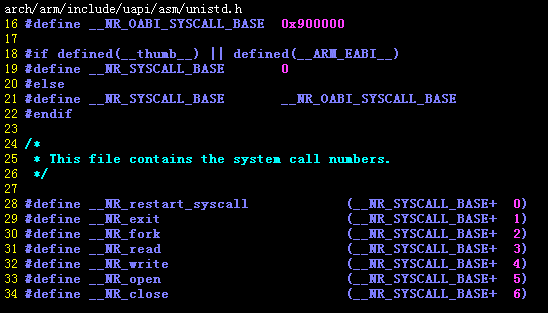 arch/arm/include/uapi/asm/unistd.h
16 #define __NR_OABI_SYSCALL_BASE  0x900000
17
18 #if defined(__thumb__) || defined(__ARM_EABI__)
19 #define __NR_SYSCALL_BASE       0
20 #else
21 #define __NR_SYSCALL_BASE       __NR_OABI_SYSCALL_BASE
22 #endif
23
24 /*
25  * This file contains the system call numbers.
26  */
27
28 #define __NR_restart_syscall            (__NR_SYSCALL_BASE+  0)
29 #define __NR_exit                       (__NR_SYSCALL_BASE+  1)
30 #define __NR_fork                       (__NR_SYSCALL_BASE+  2)
31 #define __NR_read                       (__NR_SYSCALL_BASE+  3)
32 #define __NR_write                      (__NR_SYSCALL_BASE+  4)
33 #define __NR_open                       (__NR_SYSCALL_BASE+  5)
34 #define __NR_close                      (__NR_SYSCALL_BASE+  6)